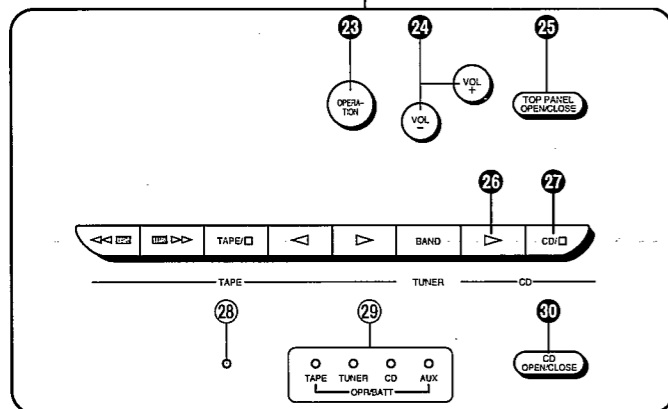 23 24 25
OPERA-
TION
VOL
+
VOL
−
TOP PANEL
OPEN/CLOSE
26 27
TAPE/□ BAND CD/□
TAPE TUNER CD
28 29 30
TAPE TUNER CD AUX
OPR/BATT
CD
OPEN/CLOSE